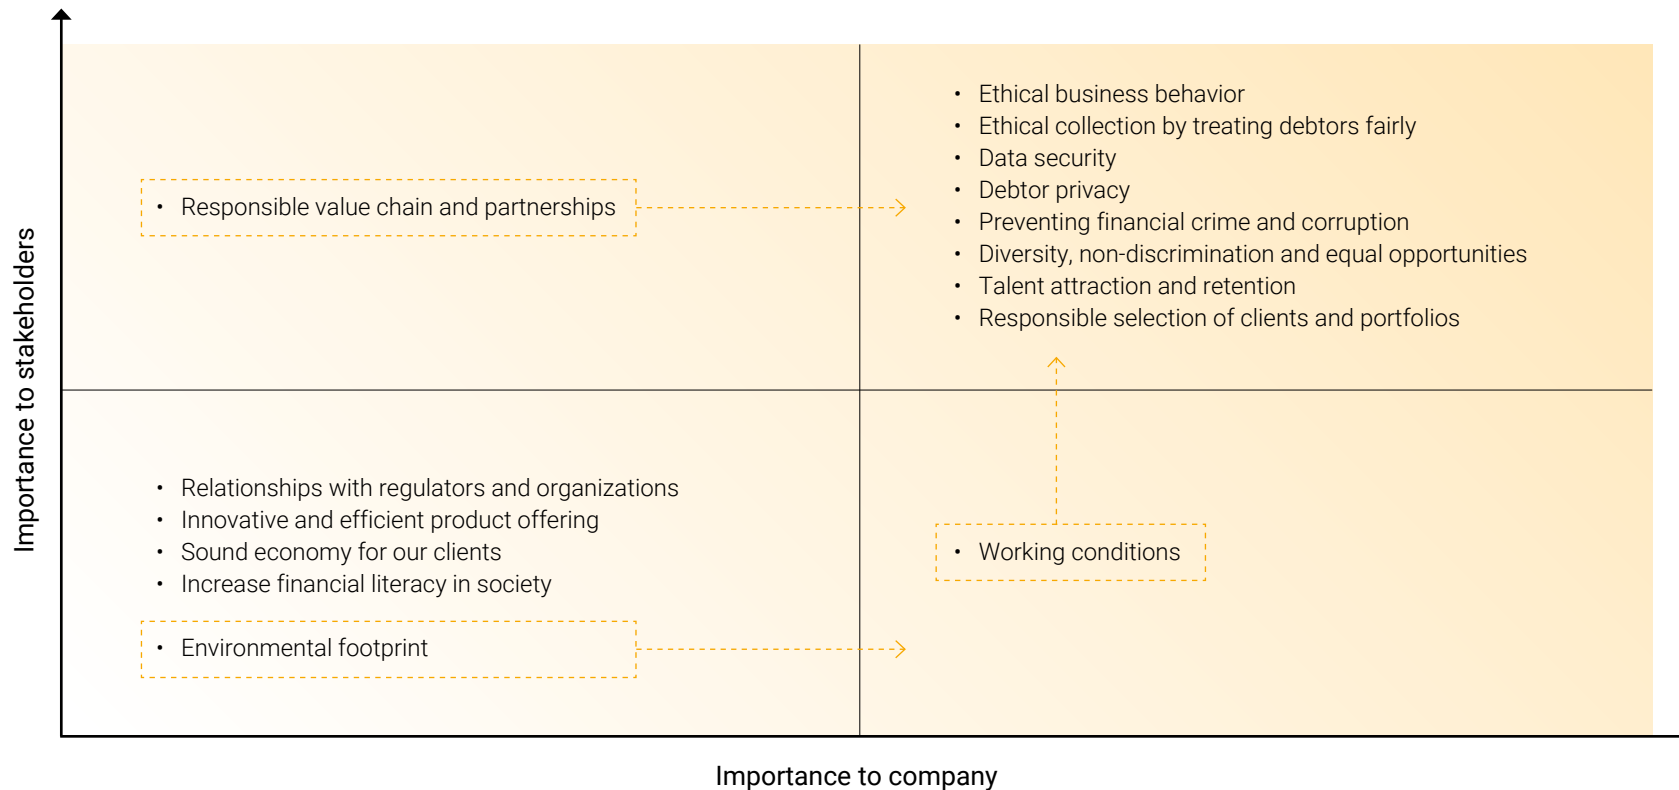 Importance to stakeholders
• Responsible value chain and partnerships
• Ethical business behavior
• Ethical collection by treating debtors fairly
• Data security
• Debtor privacy
• Preventing financial crime and corruption
• Diversity, non-discrimination and equal opportunities
• Talent attraction and retention
• Responsible selection of clients and portfolios
• Relationships with regulators and organizations
• Innovative and efficient product offering
• Sound economy for our clients
• Increase financial literacy in society
• Environmental footprint
• Working conditions
Importance to company